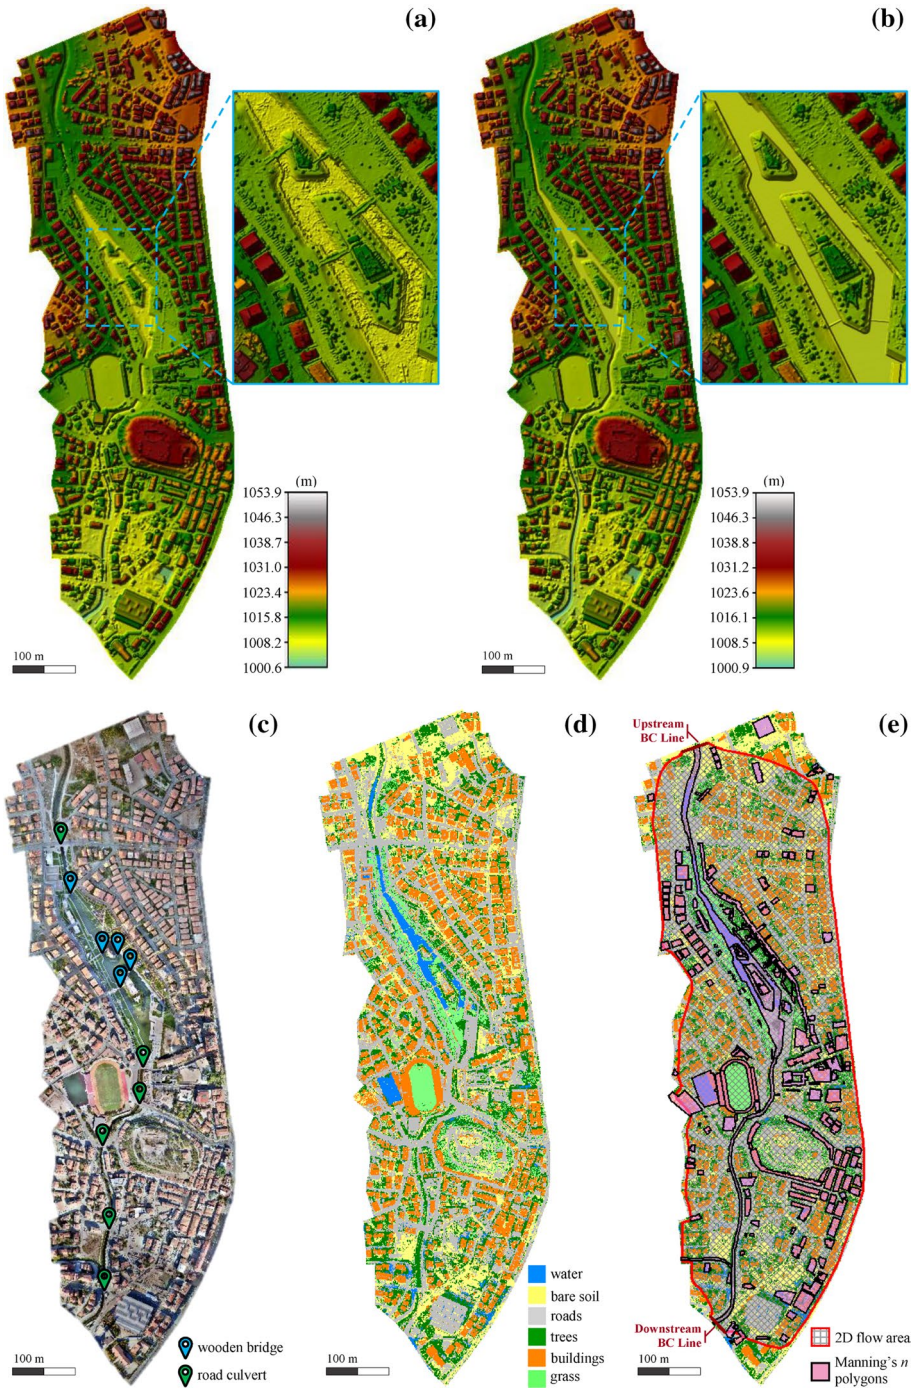 (a)
(b)
(m)
1053.9
1046.3
1038.7
1031.0
1023.4
1015.8
1008.2
1000.6
100 m
(m)
1053.9
1046.3
1038.8
1031.2
1023.6
1016.1
1008.5
1000.9
100 m
(c)
(d)
(e)
Upstream
BC Line
wooden bridge
road culvert
100 m
water
bare soil
roads
trees
buildings
grass
100 m
Downstream
BC Line
2D flow area
Manning's n
polygons
100 m